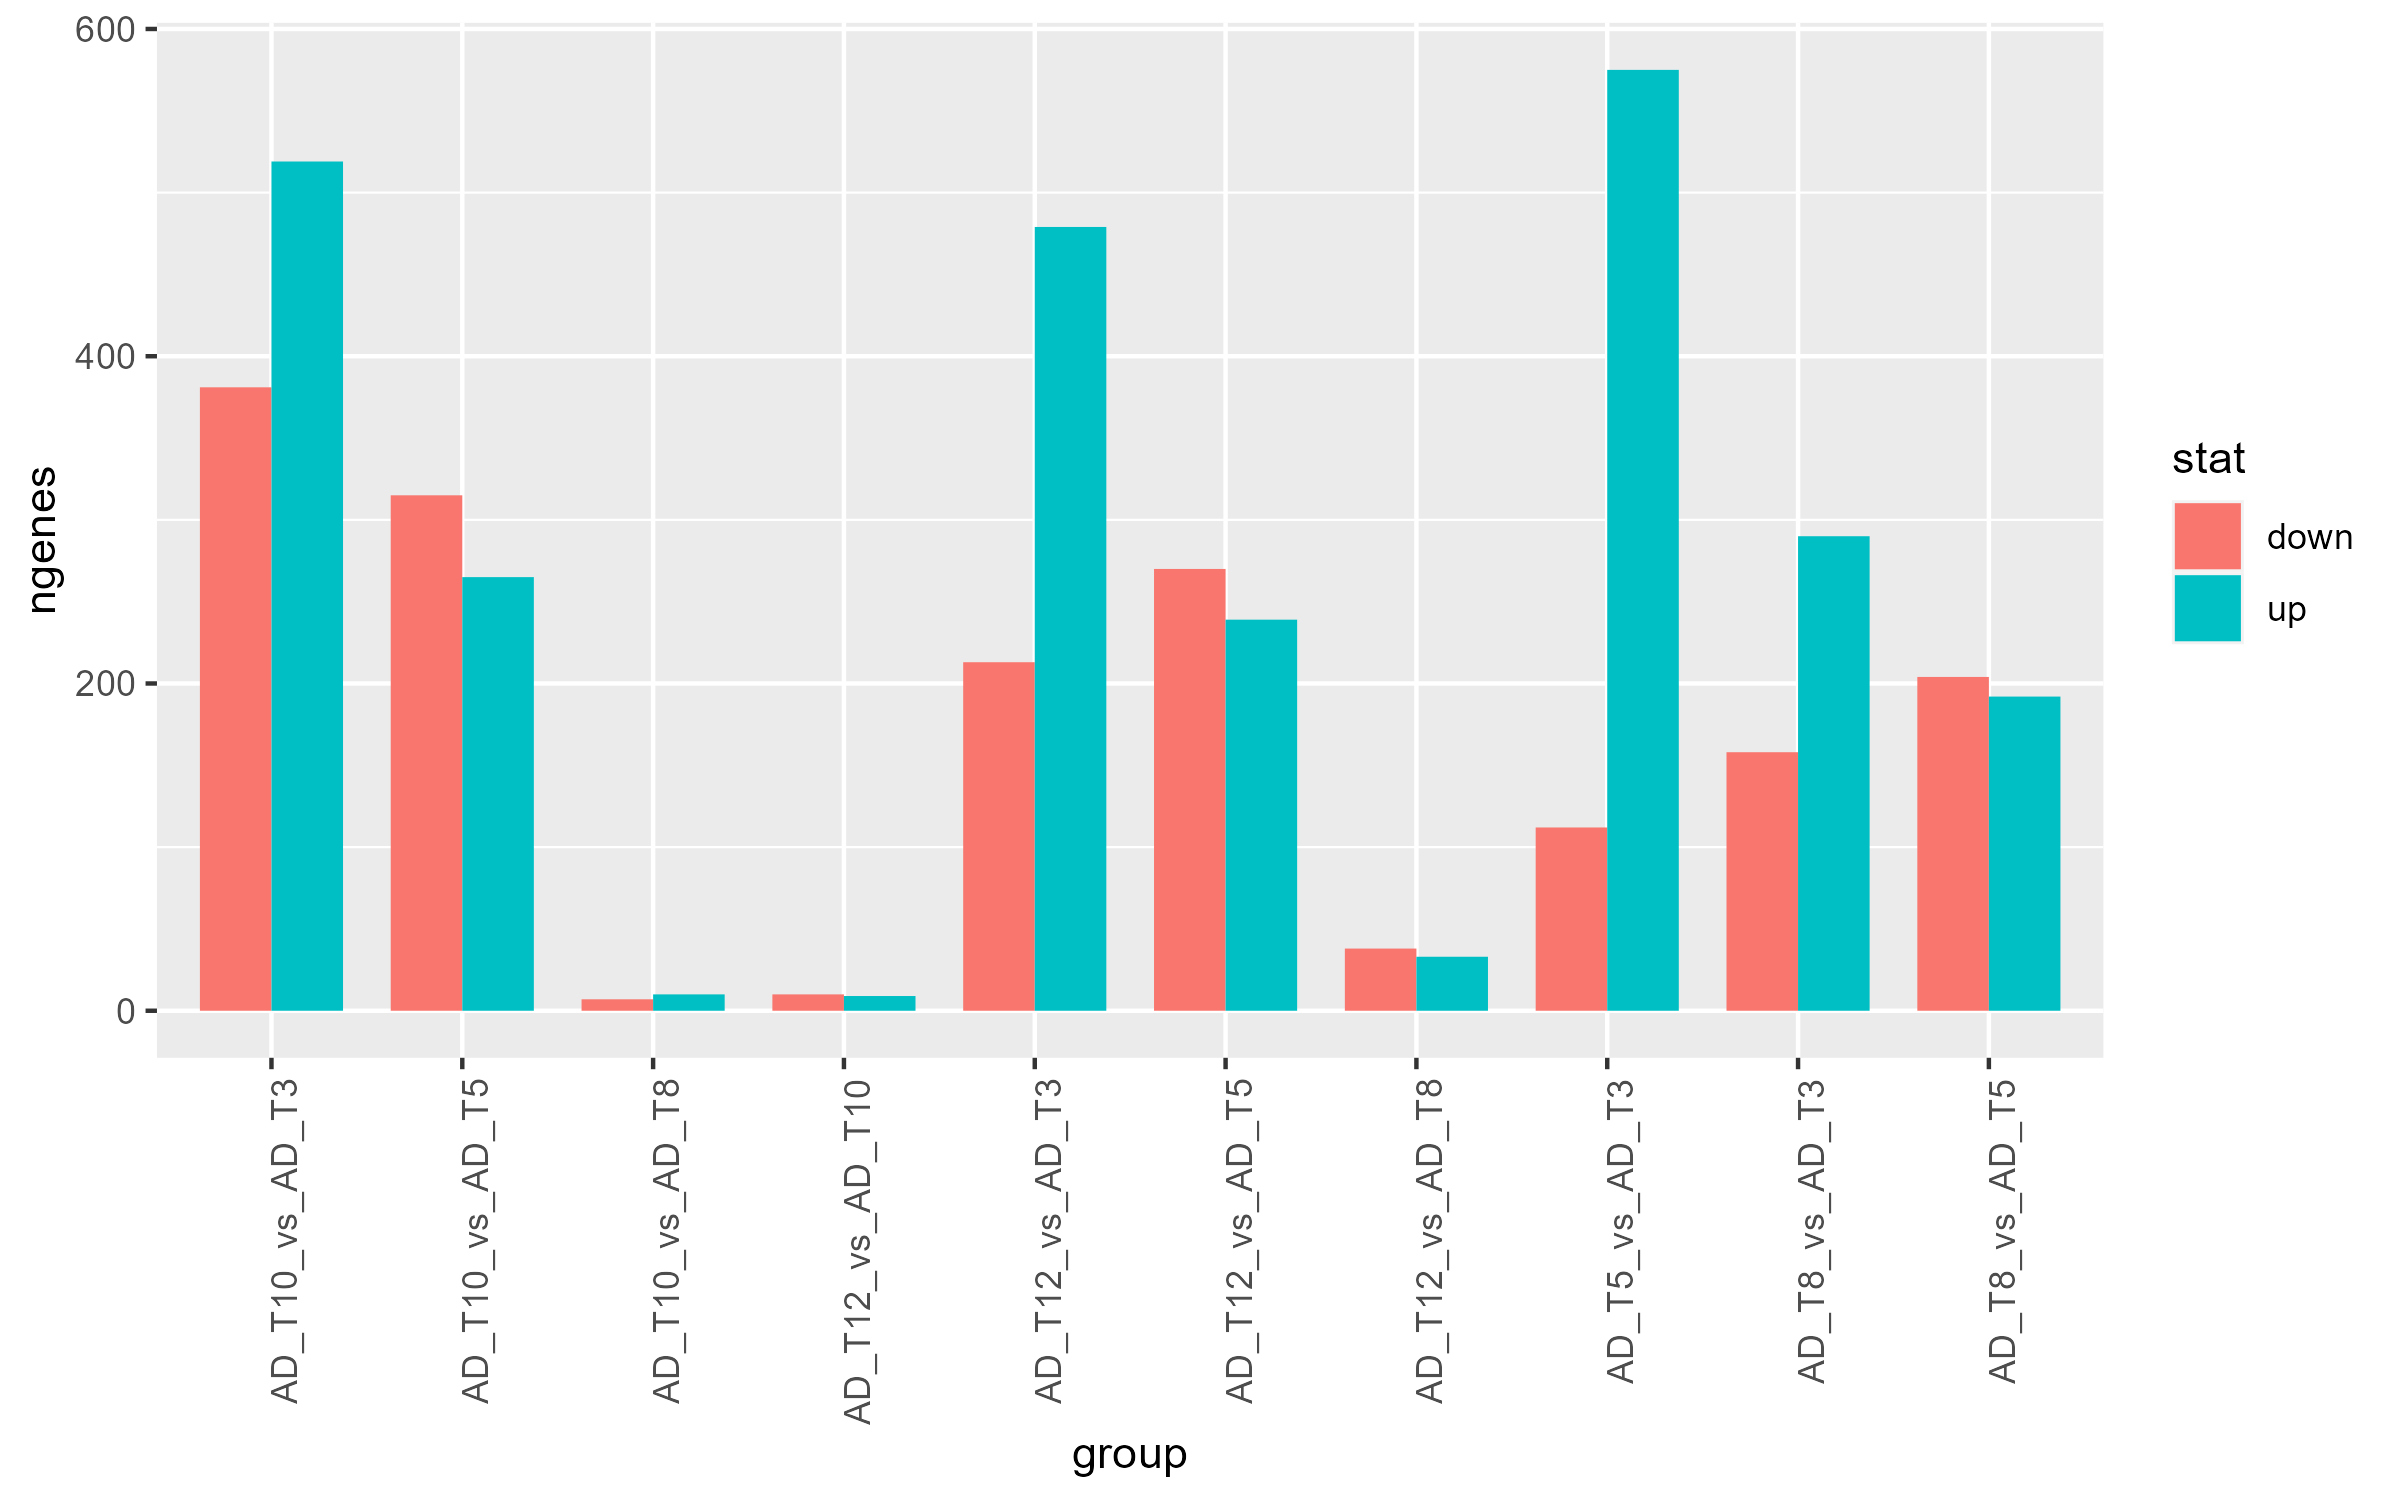 600
400
200
0
ngenes
AD_T10_vs_AD_T3
AD_T10_vs_AD_T5
AD_T10_vs_AD_T8
AD_T12_vs_AD_T10
AD_T12_vs_AD_T3
AD_T12_vs_AD_T5
AD_T12_vs_AD_T8
AD_T5_vs_AD_T3
AD_T8_vs_AD_T3
AD_T8_vs_AD_T5
group
stat
down
up